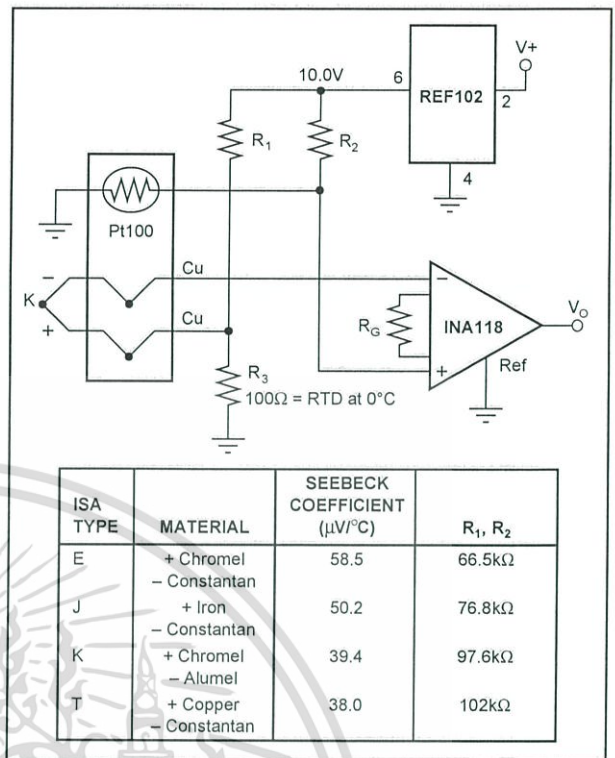 V+
10.0V
6
REF102
2
R1
R2
4
Pt100
Cu
−
K
Cu
+
−
RG
INA118
VO
+
Ref
R3
100Ω = RTD at 0°C
ISA TYPE
MATERIAL
SEEBECK COEFFICIENT (μV/°C)
R1, R2
E
+ Chromel
− Constantan
58.5
66.5kΩ
J
+ Iron
− Constantan
50.2
76.8kΩ
K
+ Chromel
− Alumel
39.4
97.6kΩ
T
+ Copper
− Constantan
38.0
102kΩ